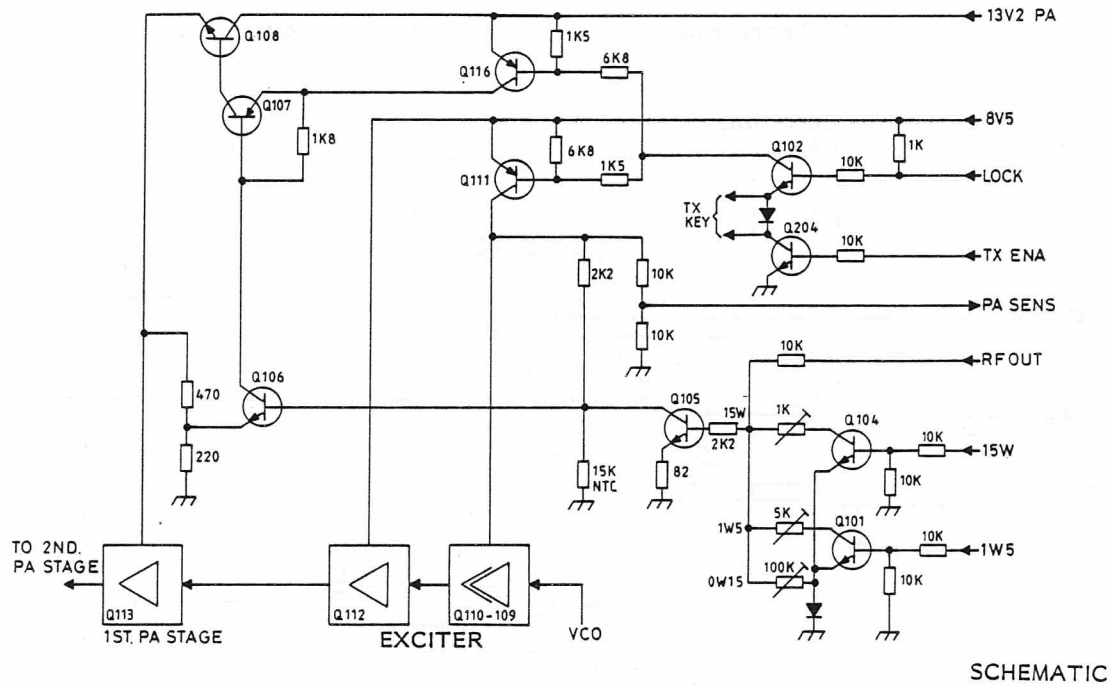 13V2 PA
Q108
1K5
Q116
6K8
Q107
1K8
8V5
6K8
1K
Q102
10K
1K5
Q111
LOCK
TX
KEY
Q204
10K
TX ENA
2K2
10K
PA SENS
10K
10K
RFOUT
Q106
470
Q105
15W
2K2
1K
Q104
10K
15W
220
15K
NTC
82
10K
5K
Q101
1W5
10K
1W5
100K
0W15
10K
TO 2ND.
PA STAGE
Q113
Q112
Q110-109
1ST. PA STAGE
EXCITER
VCO
SCHEMATIC